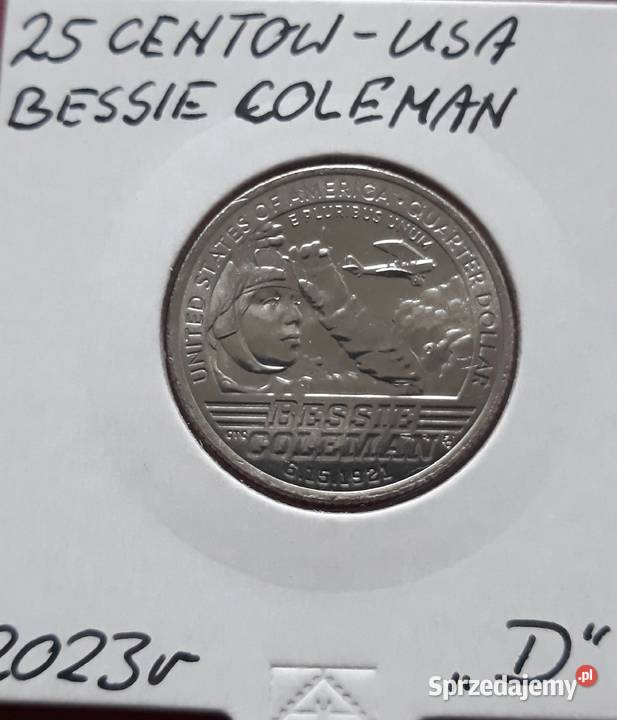 25 CENTOW - USA
BESSIE COLEMAN
UNITED STATES OF AMERICA · QUARTER DOLLAR
E PLURIBUS UNUM
BESSIE
COLEMAN
6.15.1921
2023r
„D”
Sprzedajemy.pl